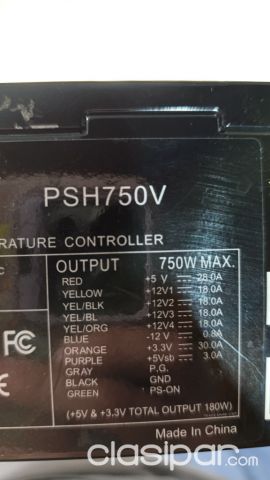 clasipar.com
PSH750V
RATURE CONTROLLER
OUTPUT 750W MAX.
RED +5 V 28.0A
YELLOW +12V1 18.0A
YEL/BLK +12V2 18.0A
YEL/BL +12V3 18.0A
YEL/ORG +12V4 18.0A
BLUE -12 V 0.8A
ORANGE +3.3V 30.0A
PURPLE +5Vsb 3.0A
GRAY P.G.
BLACK GND
GREEN PS-ON
(+5V & +3.3V TOTAL OUTPUT 180W)
FC
CE
Made In China
clasipar.com